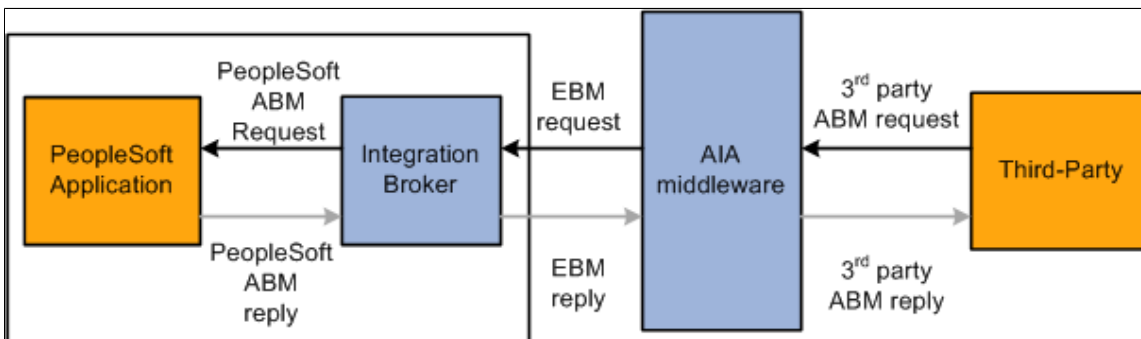 PeopleSoft
ABM
Request
EBM
request
3rd party
ABM request
PeopleSoft
Application
Integration
Broker
AIA
middleware
Third-Party
PeopleSoft
ABM
reply
EBM
reply
3rd party
ABM reply